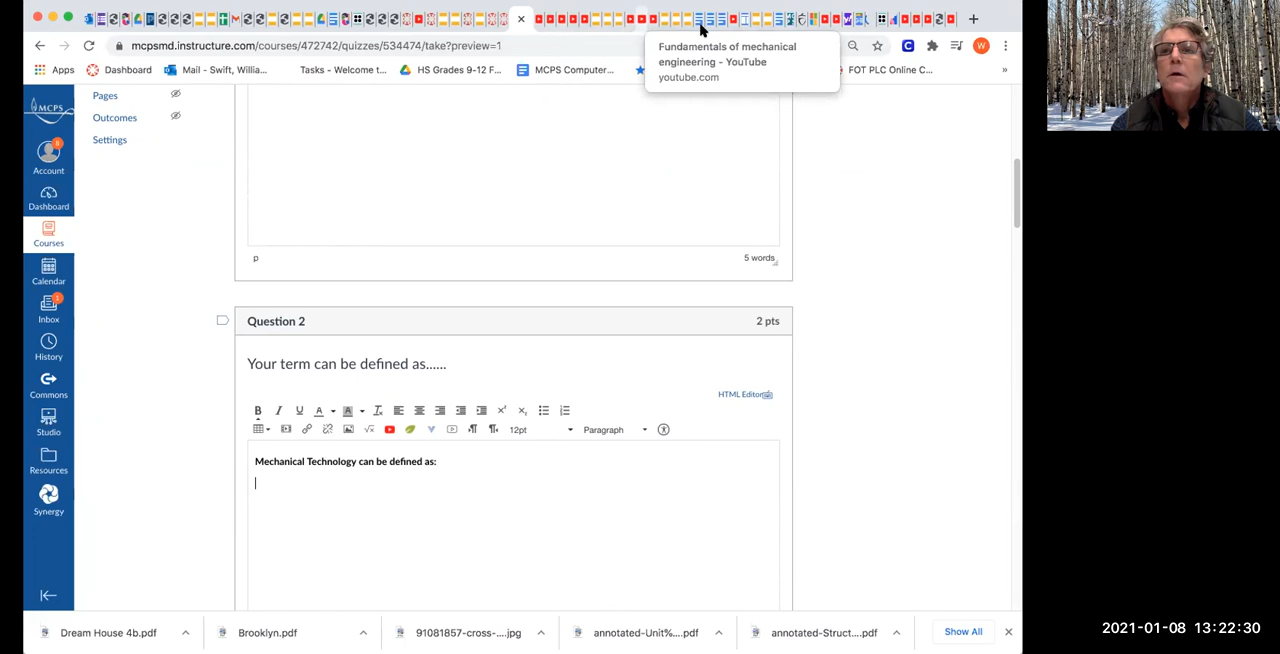 mcpsmd.instructure.com/courses/472742/quizzes/534474/take?preview=1
Fundamentals of mechanical
engineering - YouTube
youtube.com
W
Apps
Dashboard
Mail - Swift, Willia...
Tasks - Welcome t...
HS Grades 9-12 F...
MCPS Computer...
FOT PLC Online C...
»
MCPS
Account
8
Dashboard
Courses
Calendar
Inbox
1
History
Commons
Studio
Resources
Synergy
Pages
Outcomes
Settings
p
5 words
Question 2
2 pts
Your term can be defined as......
HTML Editor
12pt
Paragraph
Mechanical Technology can be defined as:
Dream House 4b.pdf
Brooklyn.pdf
91081857-cross-....jpg
annotated-Unit%....pdf
annotated-Struct....pdf
Show All
2021-01-08 13:22:30